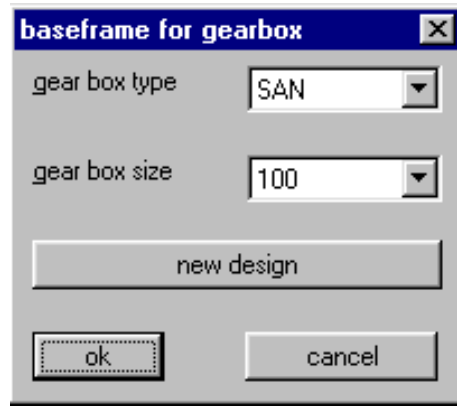 baseframe for gearbox
gear box type SAN
gear box size 100
new design
ok cancel